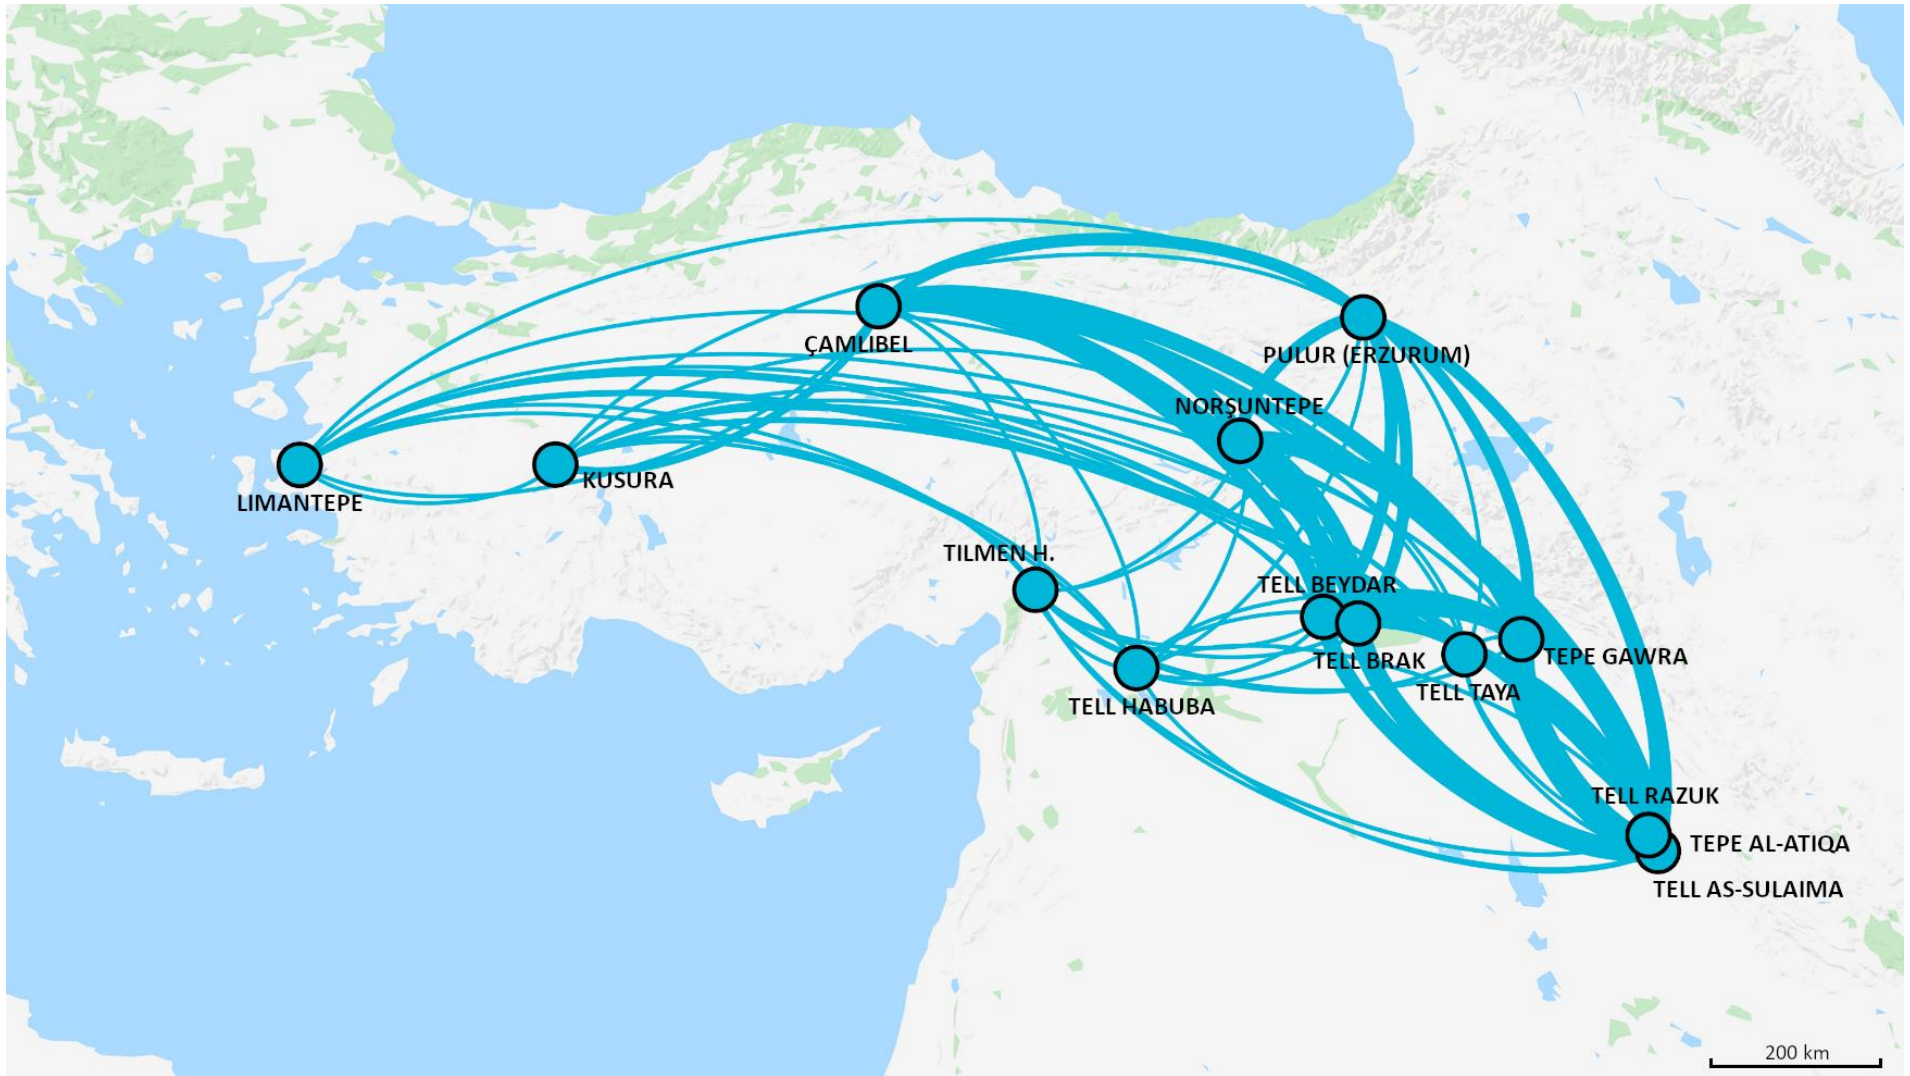 ÇAMLIBEL
PULUR (ERZURUM)
NORŞUNTEPE
KUSURA
LIMANTEPE
TILMEN H.
TELL BEYDAR
TELL BRAK
TEPE GAWRA
TELL TAYA
TELL HABUBA
TELL RAZUK
TEPE AL-ATIQA
TELL AS-SULAIMA
200 km